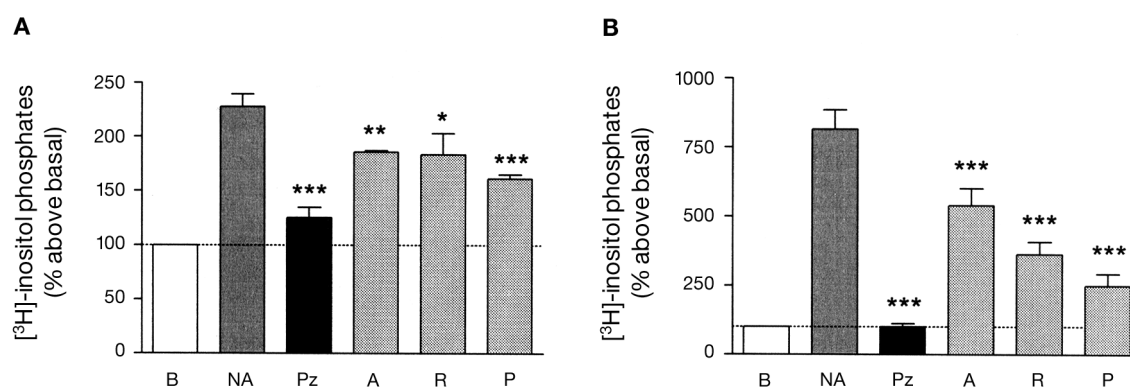 A
[³H]-inositol phosphates
(% above basal)
250
200
150
100
50
0
***
**
*
***
B NA Pz A R P
B
[³H]-inositol phosphates
(% above basal)
1000
750
500
250
0
***
***
***
***
B NA Pz A R P